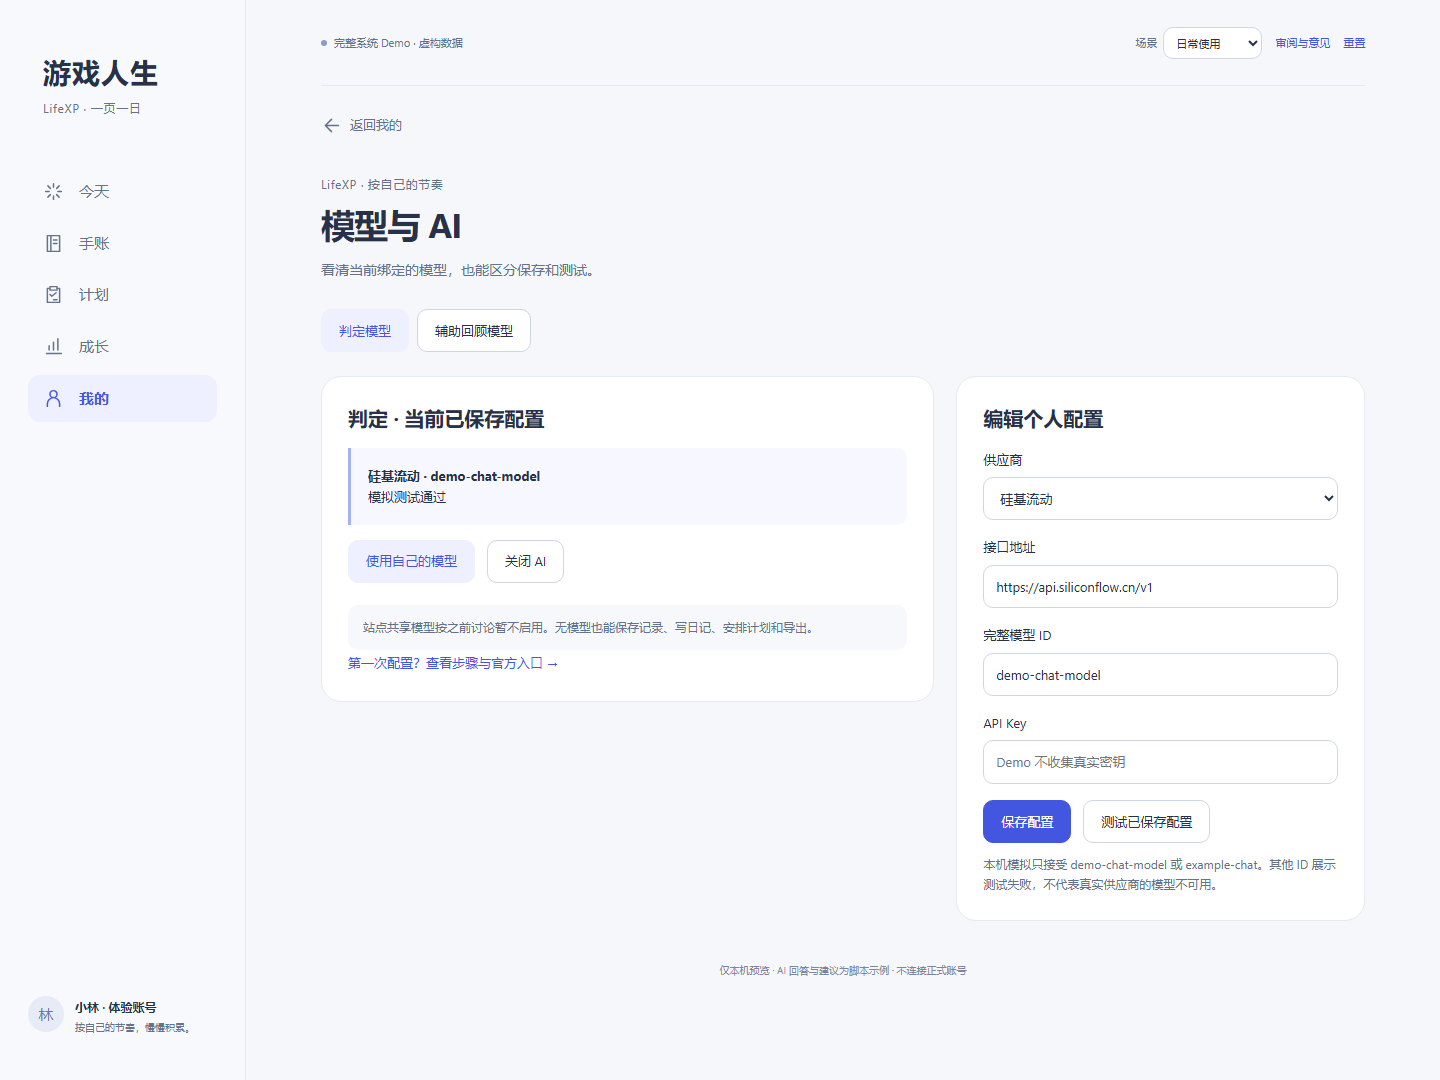 游戏人生
LifeXP · 一页一日
今天
手账
计划
成长
我的
林
小林 · 体验账号
按自己的节奏，慢慢积累。
完整系统 Demo · 虚构数据
场景
日常使用
审阅与意见
重置
返回我的
LifeXP · 按自己的节奏
模型与 AI
看清当前绑定的模型，也能区分保存和测试。
判定模型
辅助回顾模型
判定 · 当前已保存配置
硅基流动 · demo-chat-model
模拟测试通过
使用自己的模型
关闭 AI
站点共享模型按之前讨论暂不启用。无模型也能保存记录、写日记、安排计划和导出。
第一次配置？查看步骤与官方入口 →
编辑个人配置
供应商
硅基流动
接口地址
https://api.siliconflow.cn/v1
完整模型 ID
demo-chat-model
API Key
Demo 不收集真实密钥
保存配置
测试已保存配置
本机模拟只接受 demo-chat-model 或 example-chat。其他 ID 展示
测试失败，不代表真实供应商的模型不可用。
仅本机预览 · AI 回答与建议为脚本示例 · 不连接正式账号